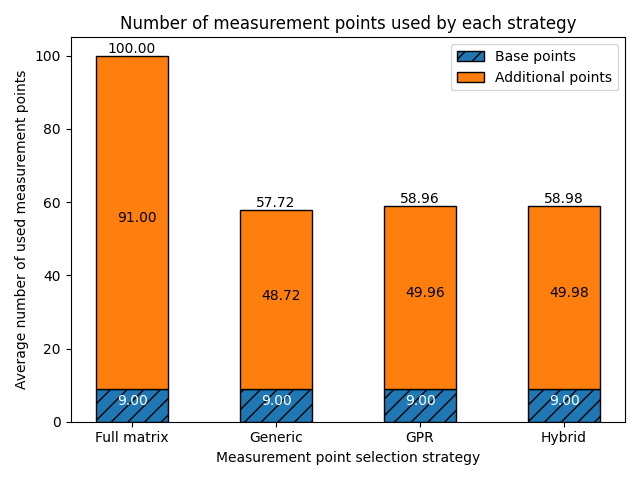 Number of measurement points used by each strategy
Average number of used measurement points
100
80
60
40
20
0
Base points
Additional points
100.00
57.72
58.96
58.98
91.00
48.72
49.96
49.98
9.00
9.00
9.00
9.00
Full matrix
Generic
GPR
Hybrid
Measurement point selection strategy